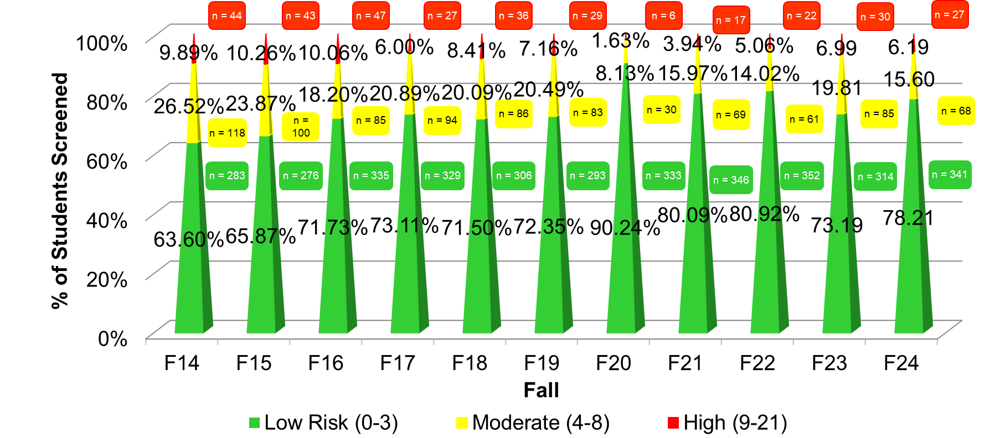 n = 44
n = 43
n = 47
n = 27
n = 36
n = 29
n = 6
n = 17
n = 22
n = 30
n = 27
100%
80%
60%
40%
20%
0%
% of Students Screened
9.89%
10.26%
10.06%
6.00%
8.41%
7.16%
1.63%
3.94%
5.06%
6.99
6.19
26.52%
23.87%
18.20%
20.89%
20.09%
20.49%
8.13%
15.97%
14.02%
19.81
15.60
n = 118
n =
100
n = 85
n = 94
n = 86
n = 83
n = 30
n = 69
n = 61
n = 85
n = 68
n = 283
n = 276
n = 335
n = 329
n = 306
n = 293
n = 333
n = 346
n = 352
n = 314
n = 341
63.60%
65.87%
71.73%
73.11%
71.50%
72.35%
90.24%
80.09%
80.92%
73.19
78.21
F14
F15
F16
F17
F18
F19
F20
F21
F22
F23
F24
Fall
Low Risk (0-3)
Moderate (4-8)
High (9-21)